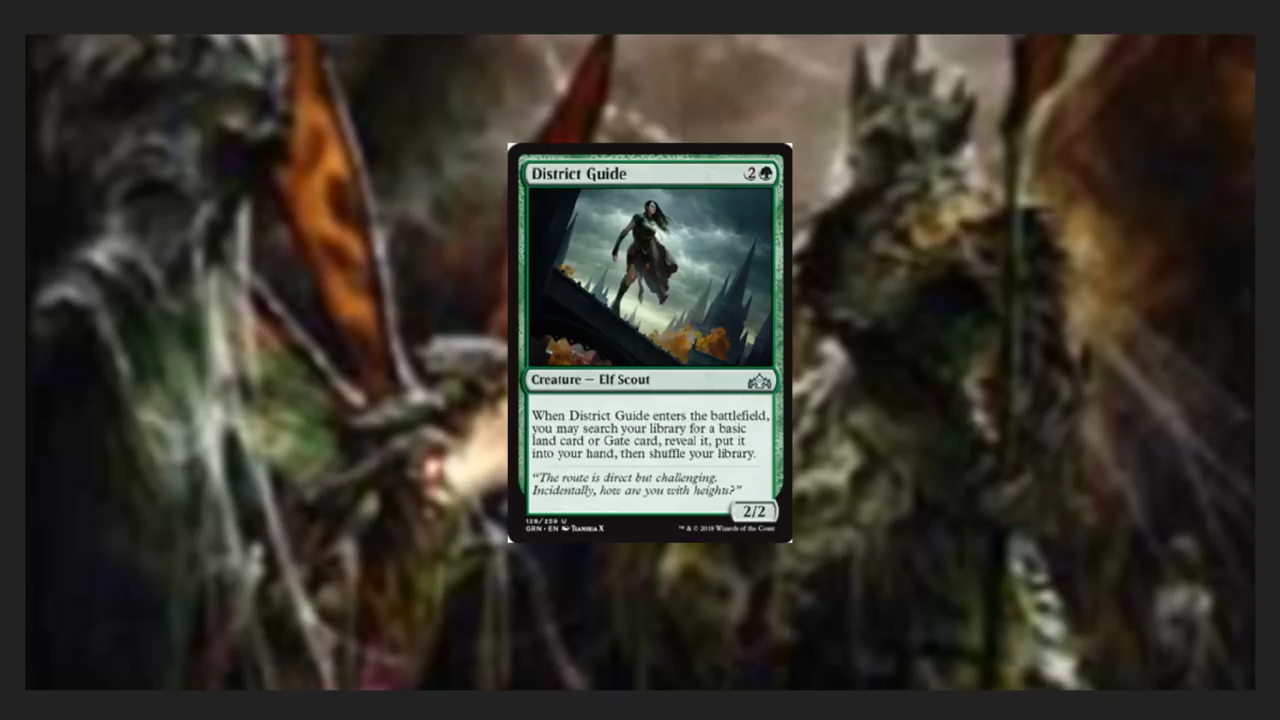 District Guide 2
Creature — Elf Scout
When District Guide enters the battlefield,
you may search your library for a basic
land card or Gate card, reveal it, put it
into your hand, then shuffle your library.
“The route is direct but challenging.
Incidentally, how are you with heights?”
2/2
128/259 U
GRN • EN Tianhua X ™ & © 2018 Wizards of the Coast